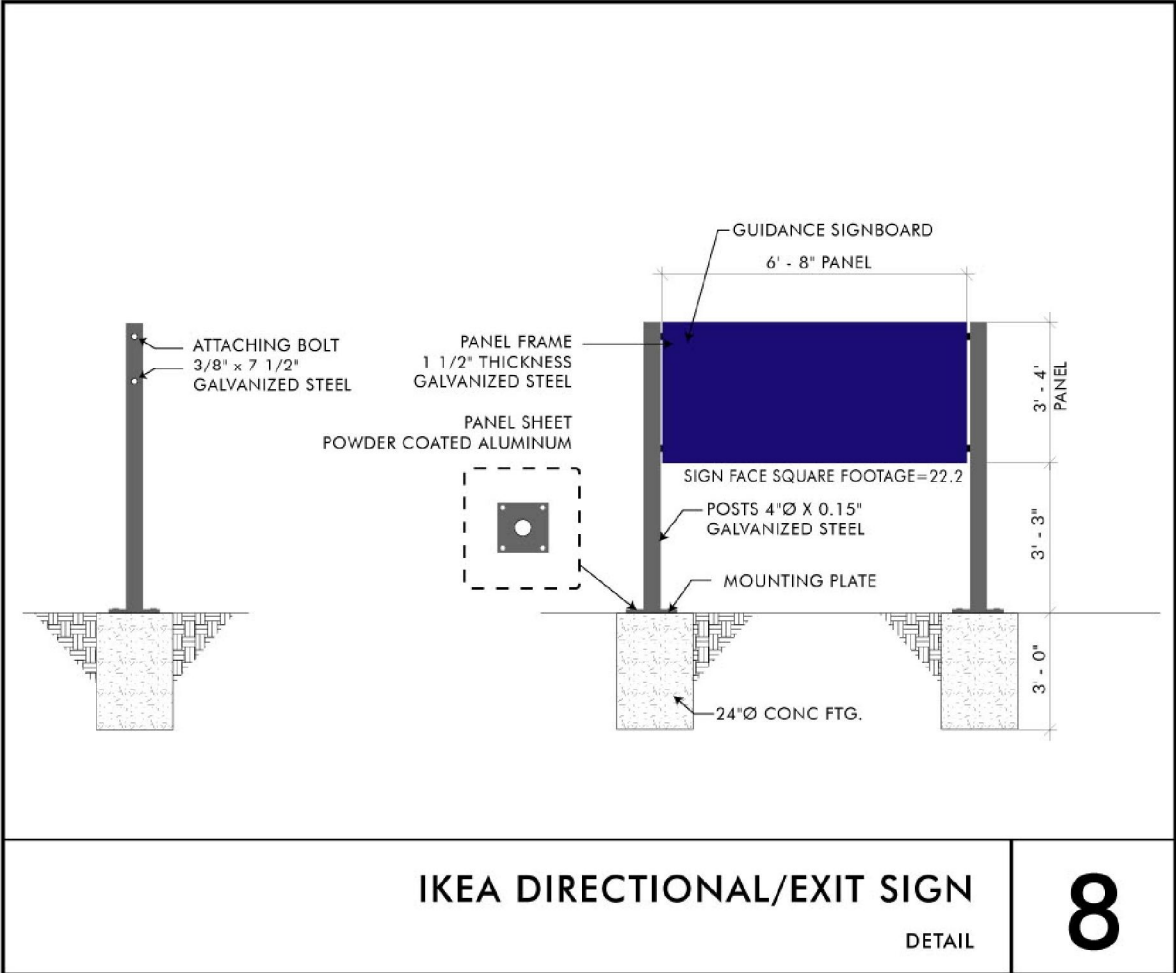 GUIDANCE SIGNBOARD
6' - 8" PANEL
ATTACHING BOLT
3/8" x 7 1/2"
GALVANIZED STEEL
PANEL FRAME
1 1/2" THICKNESS
GALVANIZED STEEL
PANEL SHEET
POWDER COATED ALUMINUM
3' - 4'
PANEL
SIGN FACE SQUARE FOOTAGE=22.2
POSTS 4"Ø X 0.15"
GALVANIZED STEEL
3' - 3"
MOUNTING PLATE
3' - 0"
24"Ø CONC FTG.
IKEA DIRECTIONAL/EXIT SIGN
DETAIL
8